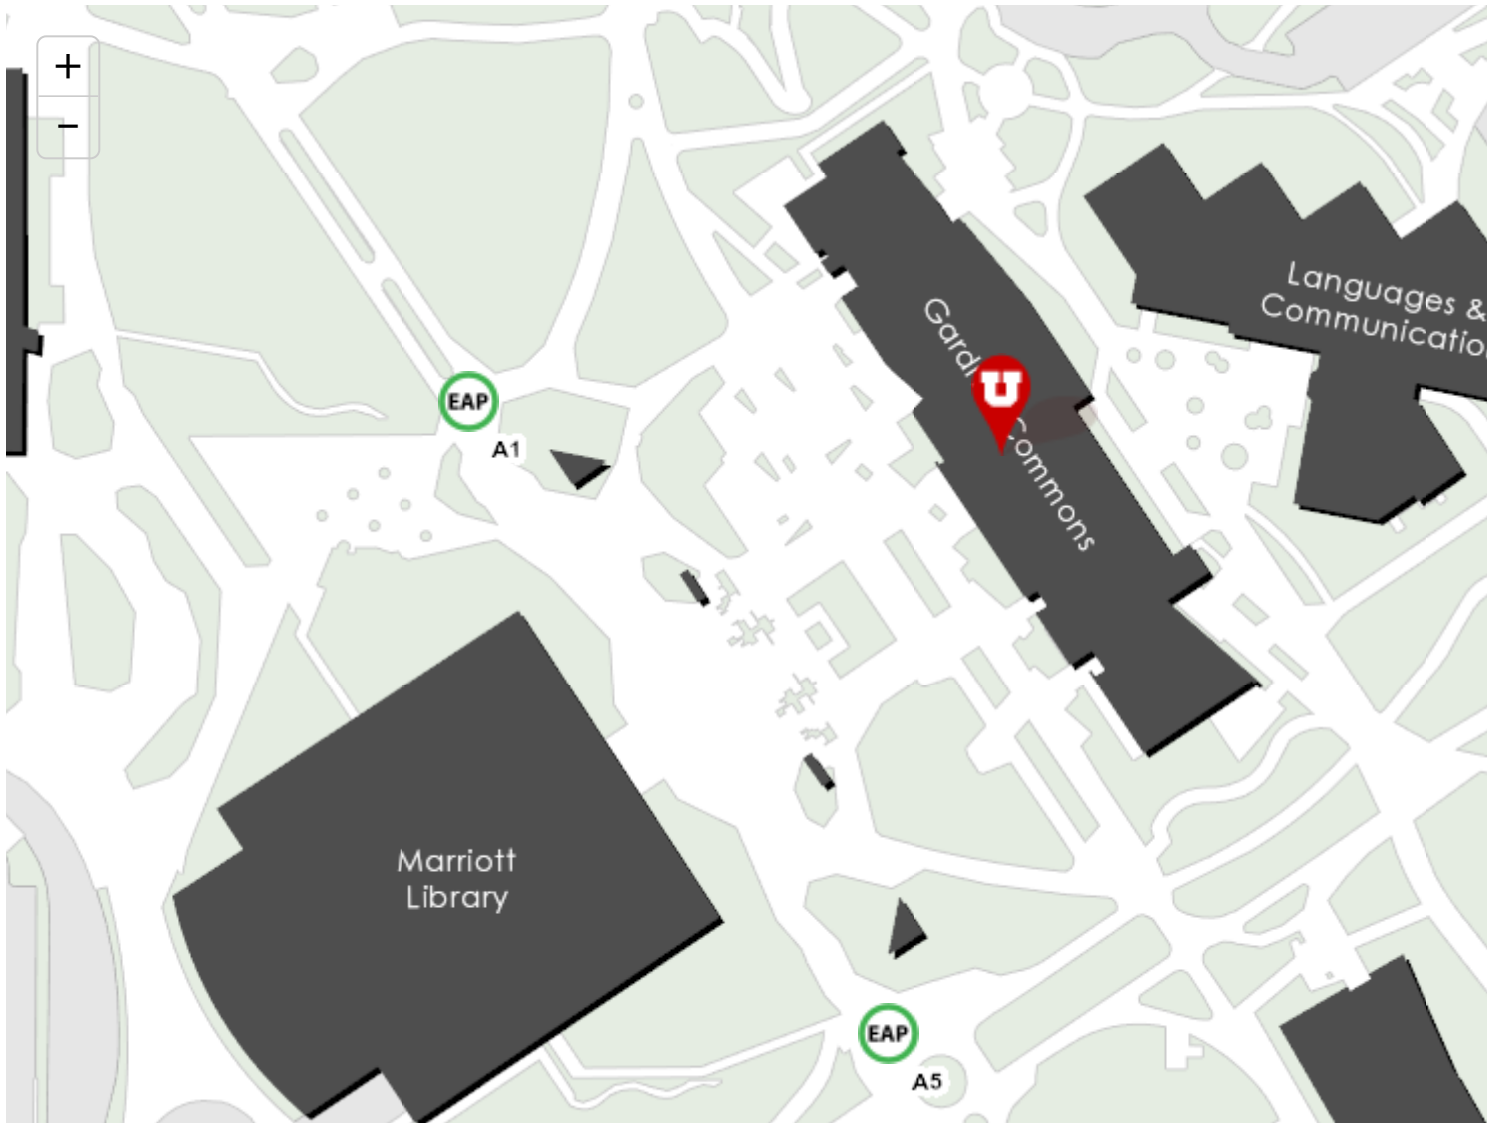 +
−
Languages &
Communicatio
Gard
Commons
U
EAP
A1
Marriott
Library
EAP
A5